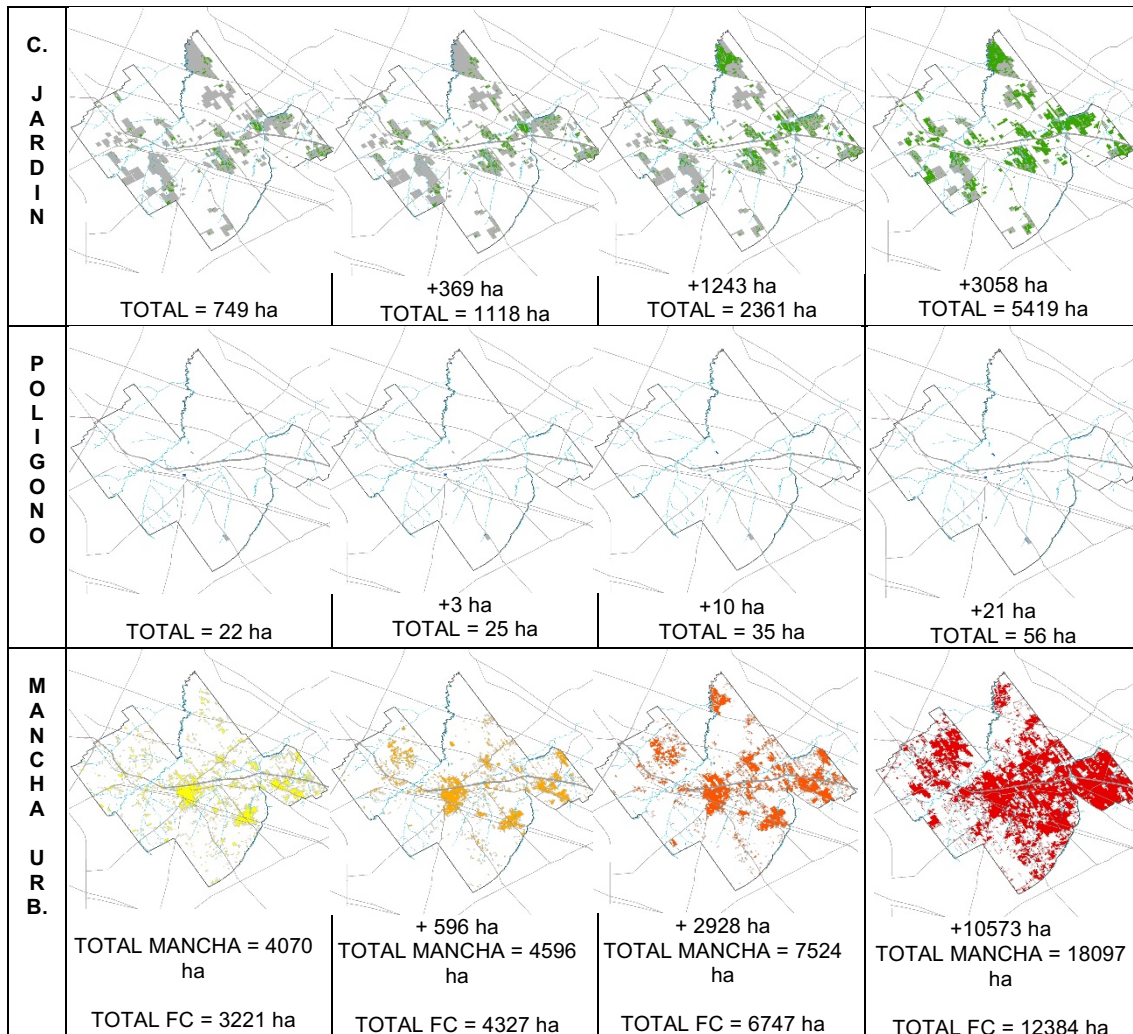 C.
J
A
R
D
I
N
TOTAL = 749 ha
+369 ha
TOTAL = 1118 ha
+1243 ha
TOTAL = 2361 ha
+3058 ha
TOTAL = 5419 ha
P
O
L
I
G
O
N
O
TOTAL = 22 ha
+3 ha
TOTAL = 25 ha
+10 ha
TOTAL = 35 ha
+21 ha
TOTAL = 56 ha
M
A
N
C
H
A
U
R
B.
TOTAL MANCHA = 4070
ha
TOTAL FC = 3221 ha
+ 596 ha
TOTAL MANCHA = 4596
ha
TOTAL FC = 4327 ha
+ 2928 ha
TOTAL MANCHA = 7524
ha
TOTAL FC = 6747 ha
+10573 ha
TOTAL MANCHA = 18097
ha
TOTAL FC = 12384 ha